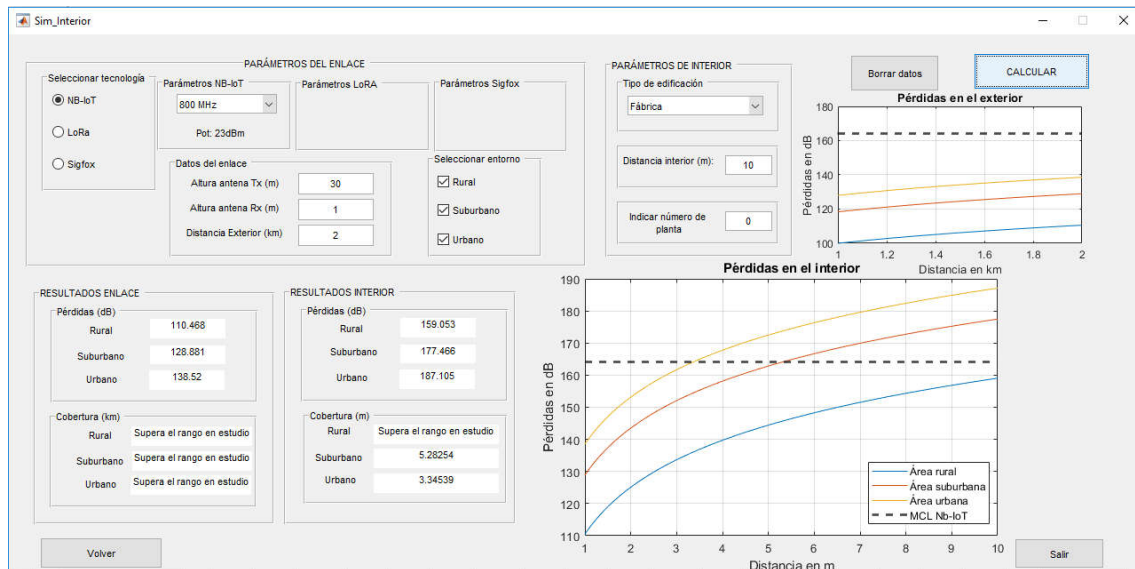 Sim_Interior
PARÁMETROS DEL ENLACE
Seleccionar tecnología
NB-IoT
LoRa
Sigfox
Parámetros NB-IoT
800 MHz
Pot: 23dBm
Parámetros LoRA
Parámetros Sigfox
Datos del enlace
Altura antena Tx (m) 30
Altura antena Rx (m) 1
Distancia Exterior (km) 2
Seleccionar entorno
Rural
Suburbano
Urbano
PARÁMETROS DE INTERIOR
Tipo de edificación
Fábrica
Distancia interior (m): 10
Indicar número de
planta
0
Borrar datos
CALCULAR
Pérdidas en el exterior
Pérdidas en dB
180
160
140
120
100
1 1.2 1.4 1.6 1.8 2
Distancia en km
RESULTADOS ENLACE
Pérdidas (dB)
Rural 110.468
Suburbano 128.881
Urbano 138.52
Cobertura (km)
Rural Supera el rango en estudio
Suburbano Supera el rango en estudio
Urbano Supera el rango en estudio
RESULTADOS INTERIOR
Pérdidas (dB)
Rural 159.053
Suburbano 177.466
Urbano 187.105
Cobertura (m)
Rural Supera el rango en estudio
Suburbano 5.28254
Urbano 3.34539
Pérdidas en el interior
Pérdidas en dB
190
180
170
160
150
140
130
120
110
1 2 3 4 5 6 7 8 9 10
Distancia en m
Área rural
Área suburbana
Área urbana
MCL Nb-IoT
Volver
Salir